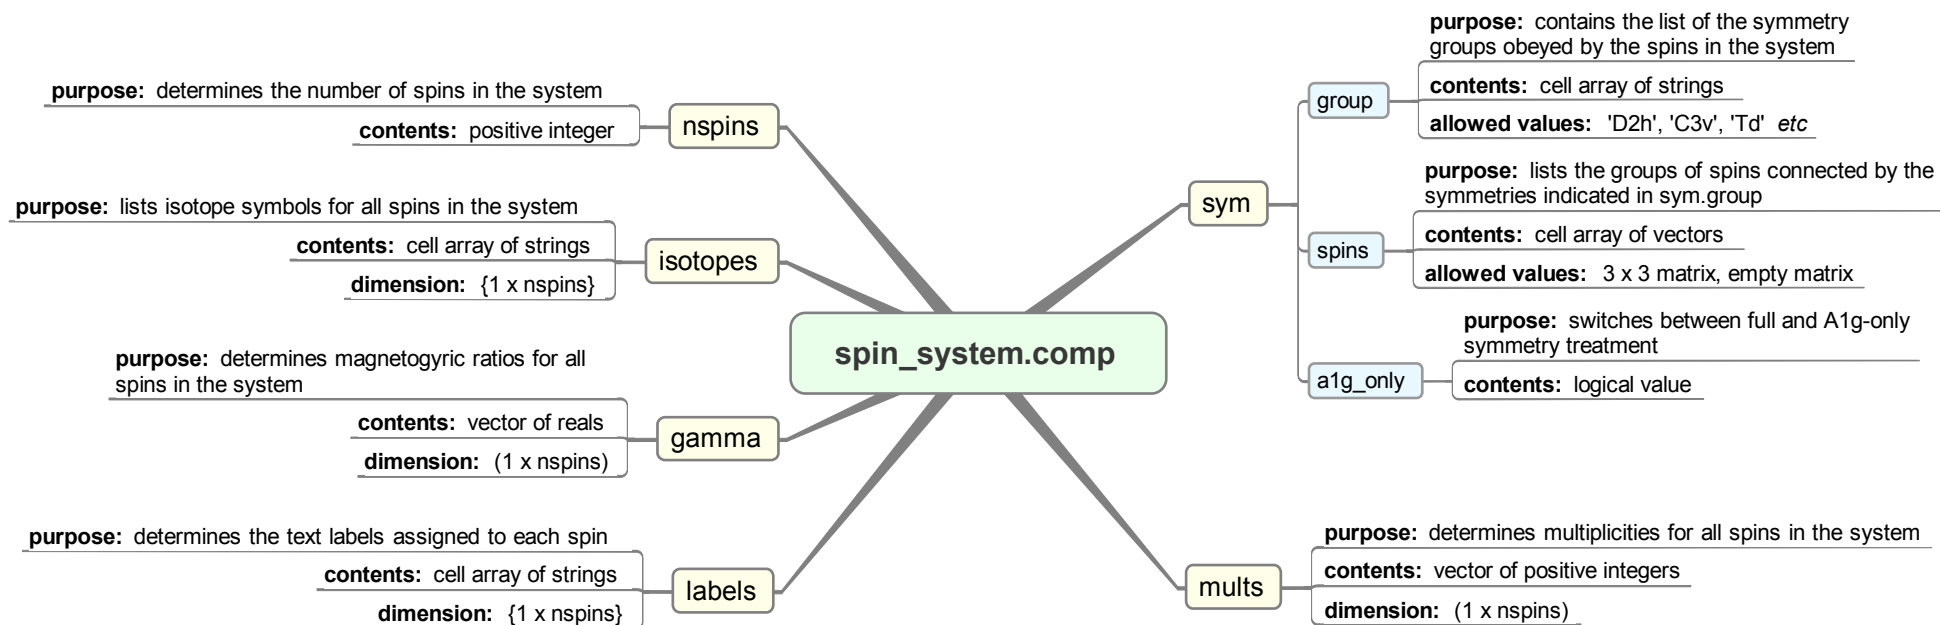 purpose: determines the number of spins in the system
contents: positive integer
nspins
purpose: lists isotope symbols for all spins in the system
contents: cell array of strings
dimension: {1 x nspins}
isotopes
purpose: determines magnetogyric ratios for all
spins in the system
contents: vector of reals
dimension: (1 x nspins)
gamma
purpose: determines the text labels assigned to each spin
contents: cell array of strings
dimension: {1 x nspins}
labels
spin_system.comp
sym
group
purpose: contains the list of the symmetry
groups obeyed by the spins in the system
contents: cell array of strings
allowed values: 'D2h', 'C3v', 'Td' etc
spins
purpose: lists the groups of spins connected by the
symmetries indicated in sym.group
contents: cell array of vectors
allowed values: 3 x 3 matrix, empty matrix
a1g_only
purpose: switches between full and A1g-only
symmetry treatment
contents: logical value
mults
purpose: determines multiplicities for all spins in the system
contents: vector of positive integers
dimension: (1 x nspins)